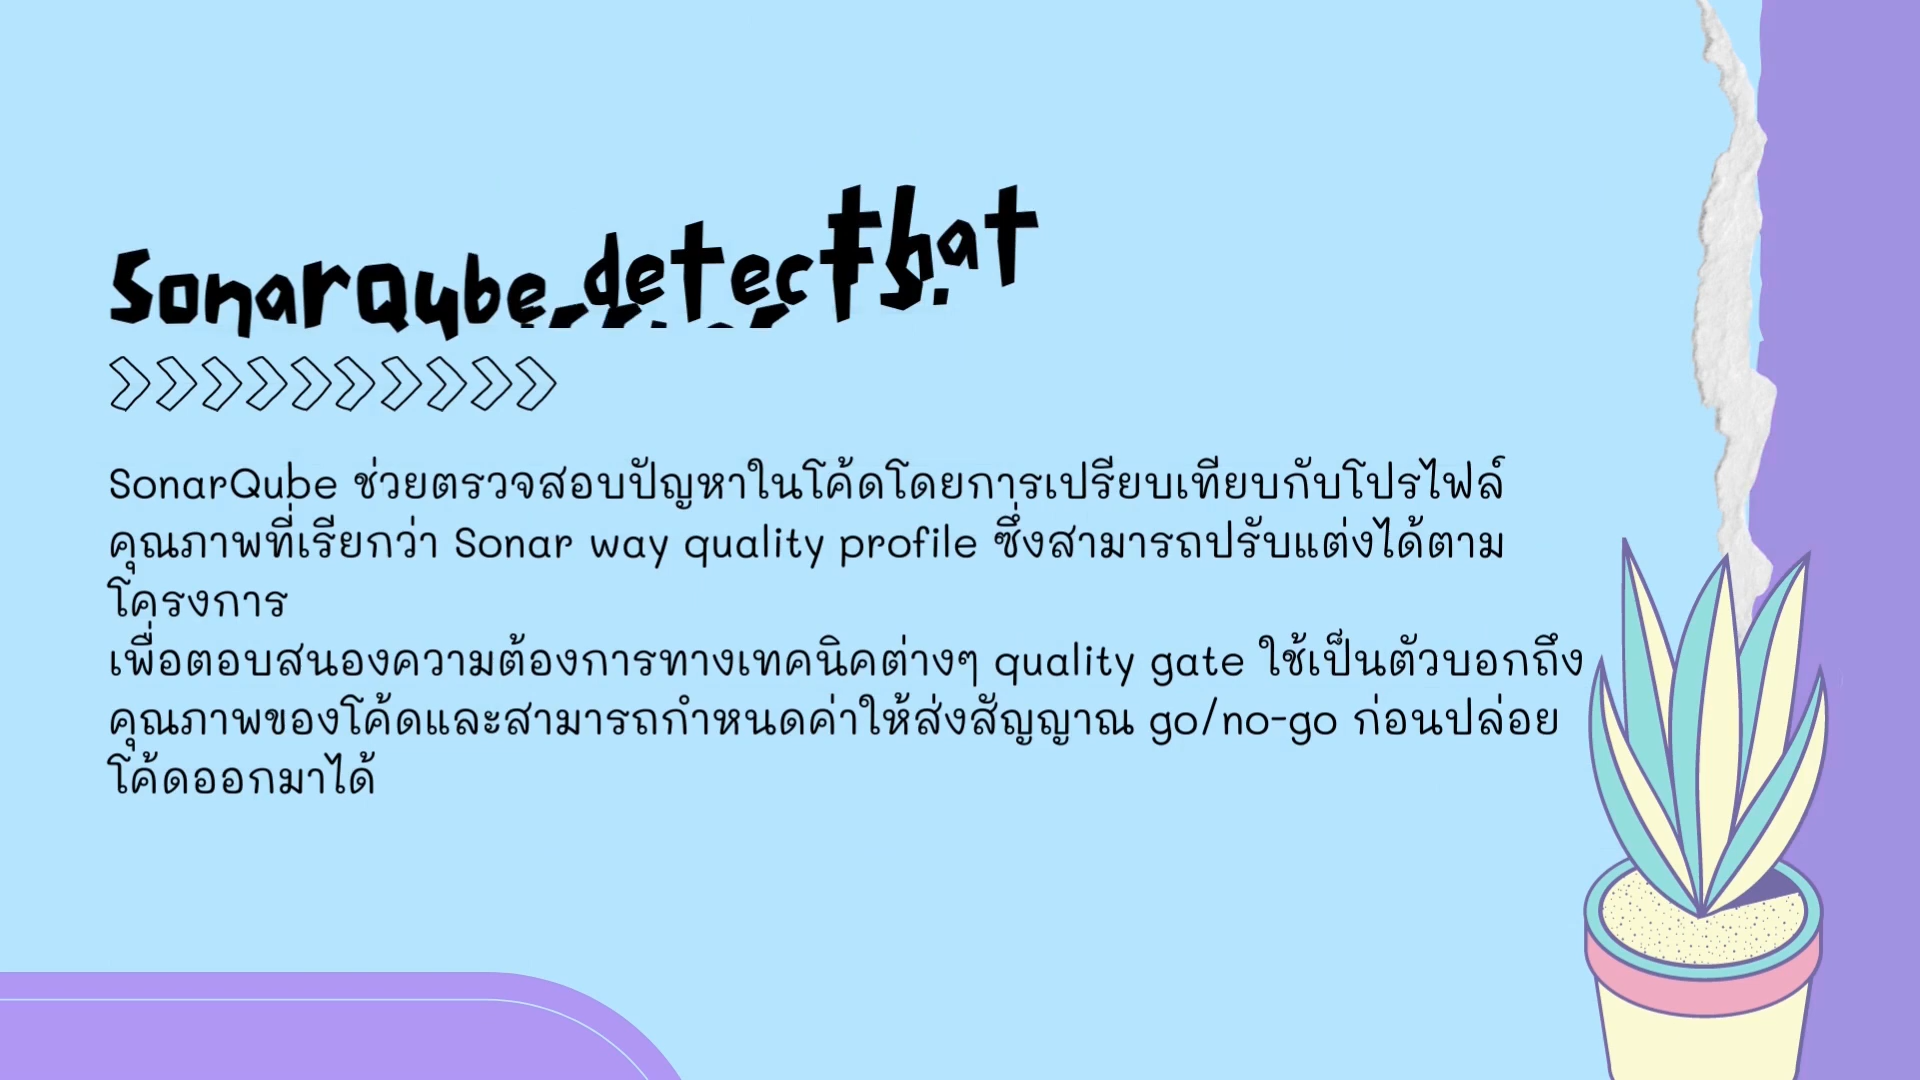 SonarQube detect that
SonarQube ช่วยตรวจสอบปัญหาในโค้ดโดยการเปรียบเทียบกับโปรไฟล์
คุณภาพที่เรียกว่า Sonar way quality profile ซึ่งสามารถปรับแต่งได้ตาม
โครงการ
เพื่อตอบสนองความต้องการทางเทคนิคต่างๆ quality gate ใช้เป็นตัวบอกถึง
คุณภาพของโค้ดและสามารถกำหนดค่าให้ส่งสัญญาณ go/no-go ก่อนปล่อย
โค้ดออกมาได้